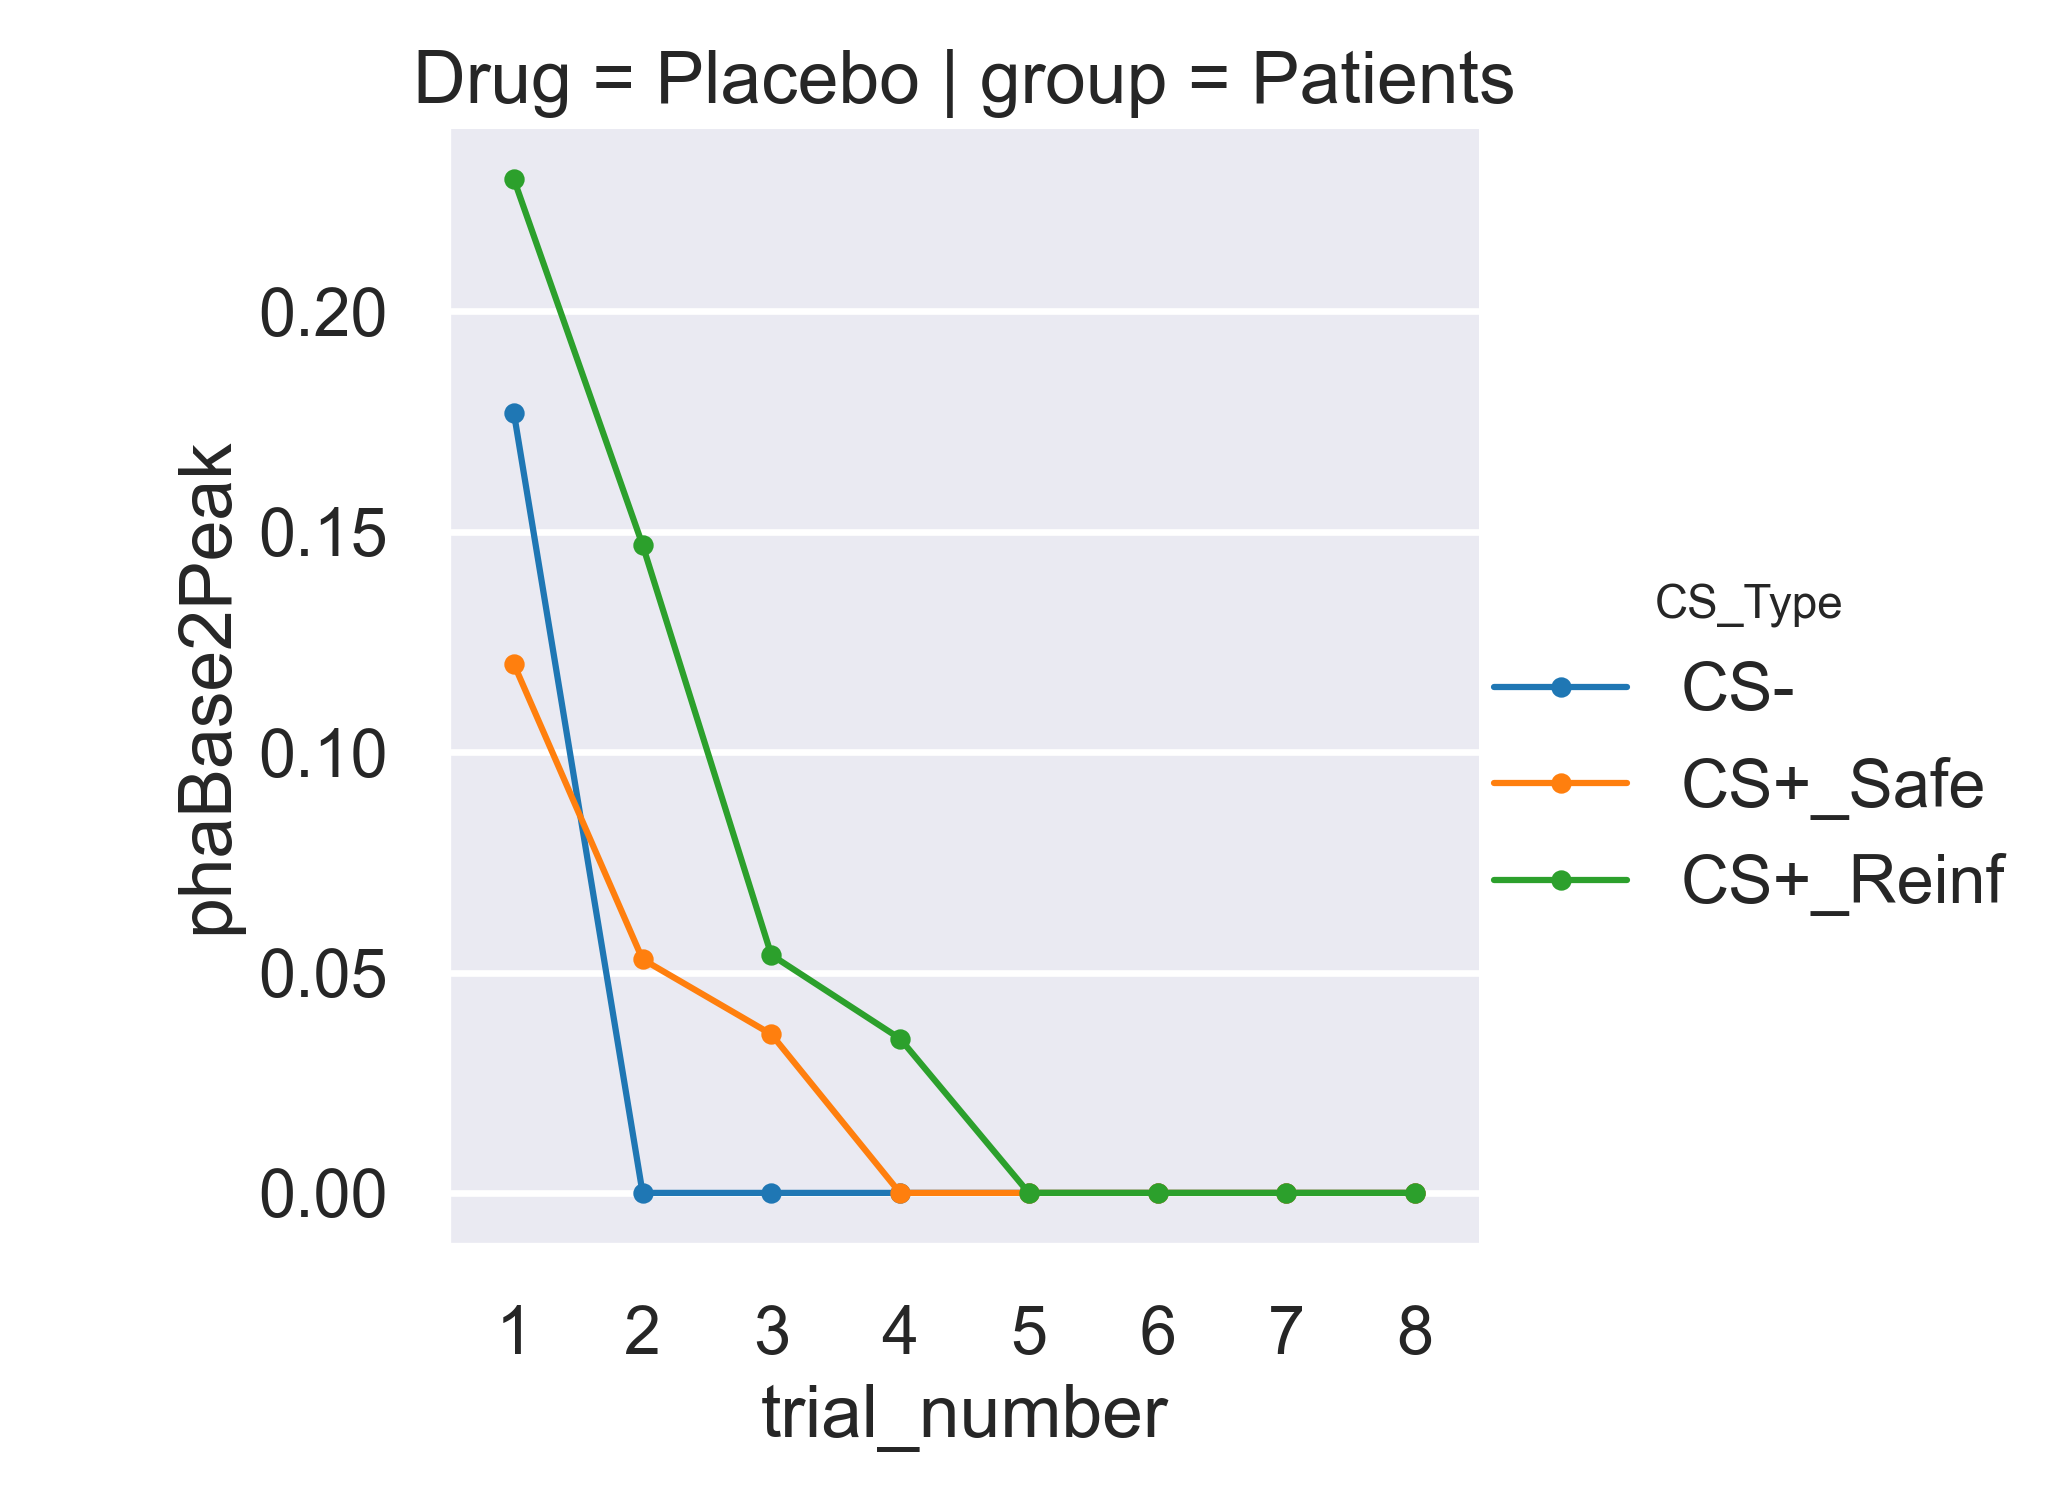 Drug = Placebo | group = Patients
phaBase2Peak
0.20
0.15
0.10
0.05
0.00
1 2 3 4 5 6 7 8
trial_number
CS_Type
CS-
CS+_Safe
CS+_Reinf